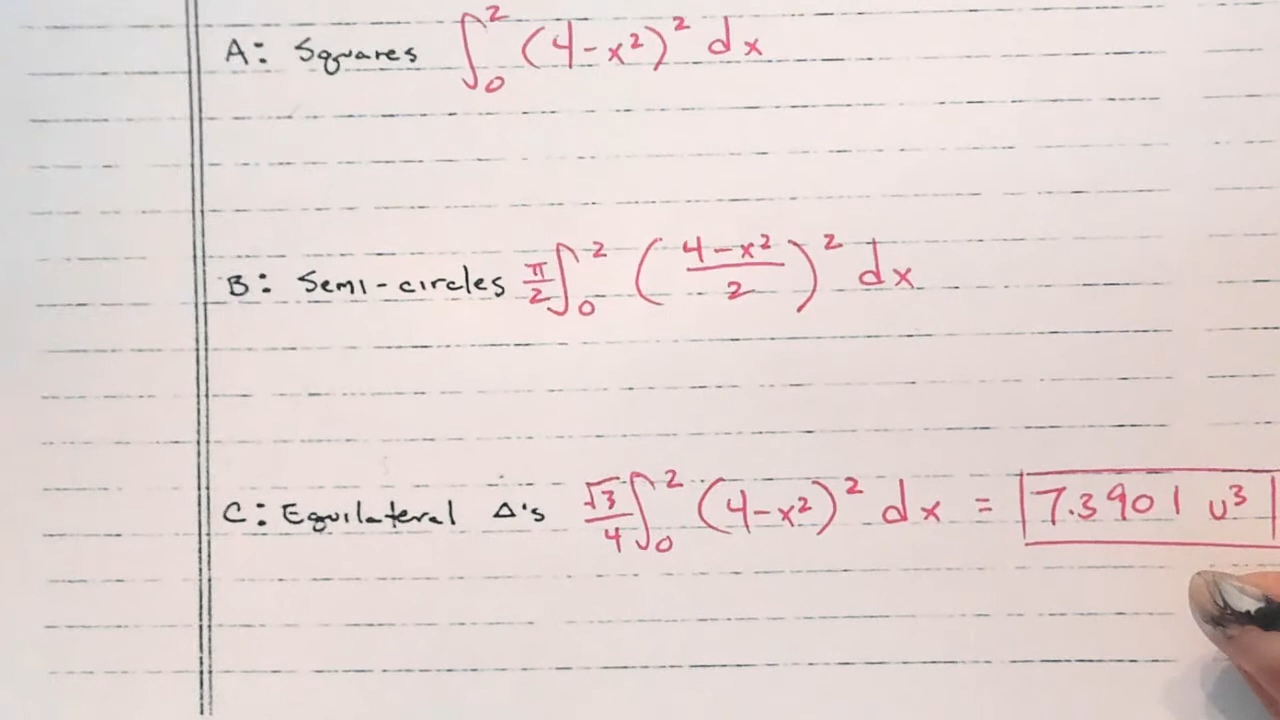 A: Squares ∫₀² (4-x²)² dx
B: Semi-circles π/2 ∫₀² ((4-x²)/2)² dx
C: Equilateral Δ's √3/4 ∫₀² (4-x²)² dx = 7.3901 u³